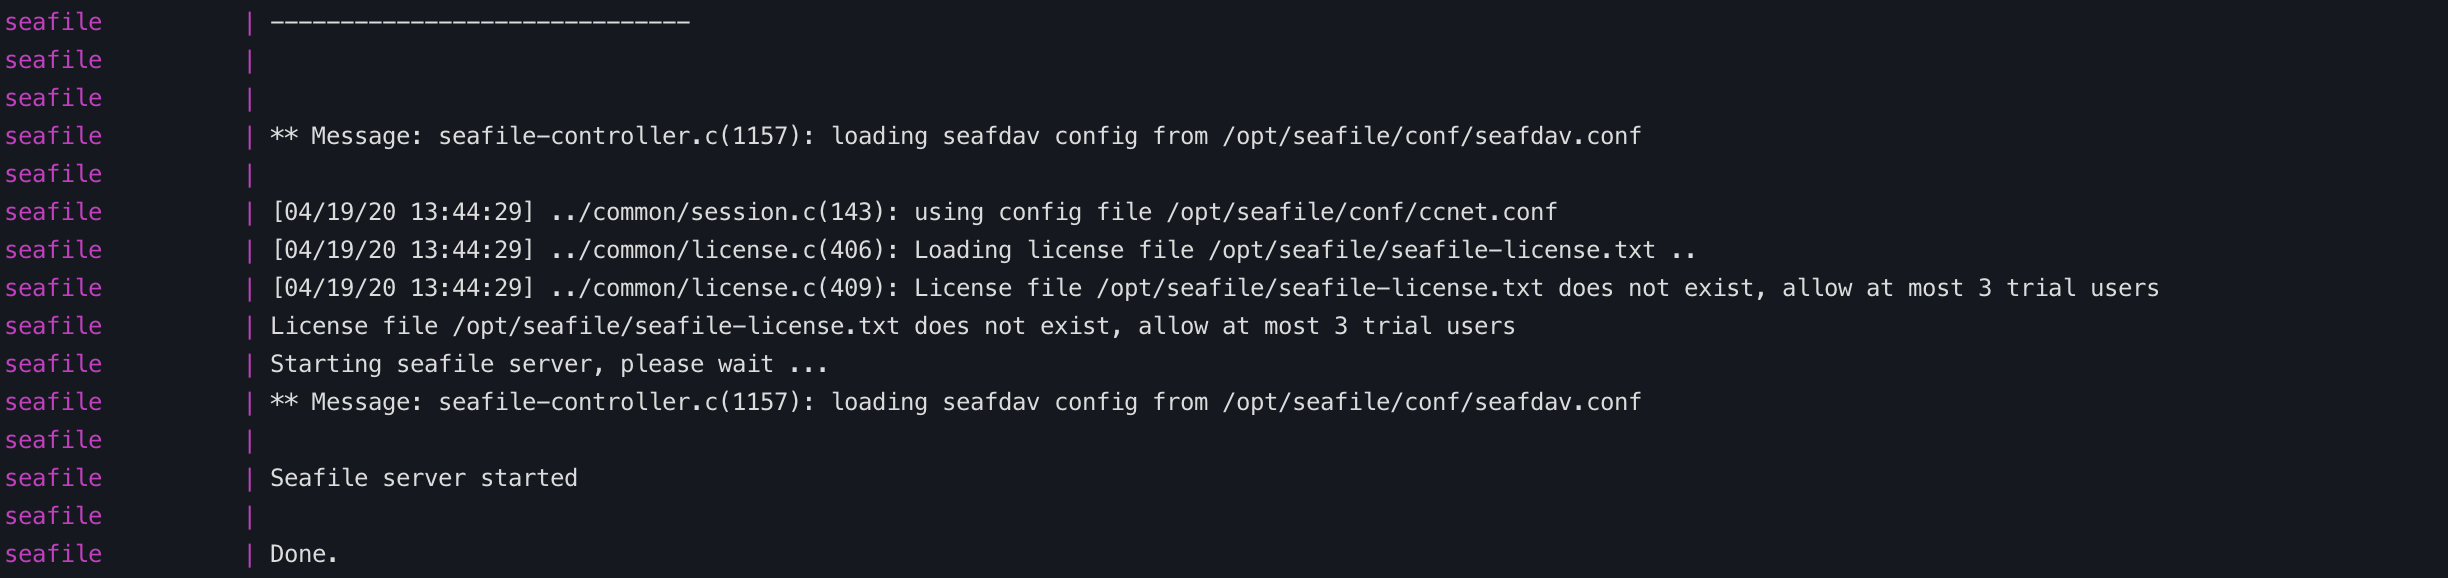 seafile | ------------------------------
seafile |
seafile |
seafile | ** Message: seafile-controller.c(1157): loading seafdav config from /opt/seafile/conf/seafdav.conf
seafile |
seafile | [04/19/20 13:44:29] ../common/session.c(143): using config file /opt/seafile/conf/ccnet.conf
seafile | [04/19/20 13:44:29] ../common/license.c(406): Loading license file /opt/seafile/seafile-license.txt ..
seafile | [04/19/20 13:44:29] ../common/license.c(409): License file /opt/seafile/seafile-license.txt does not exist, allow at most 3 trial users
seafile | License file /opt/seafile/seafile-license.txt does not exist, allow at most 3 trial users
seafile | Starting seafile server, please wait ...
seafile | ** Message: seafile-controller.c(1157): loading seafdav config from /opt/seafile/conf/seafdav.conf
seafile |
seafile | Seafile server started
seafile |
seafile | Done.